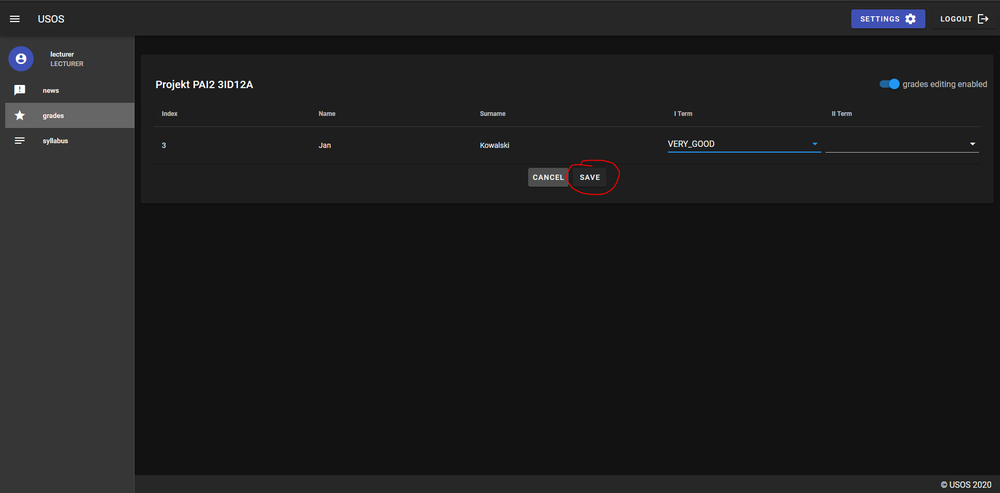 USOS
SETTINGS
LOGOUT
lecturer
LECTURER
news
grades
syllabus
Projekt PAI2 3ID12A
grades editing enabled
Index Name Surname I Term II Term
3 Jan Kowalski VERY_GOOD
CANCEL SAVE
© USOS 2020